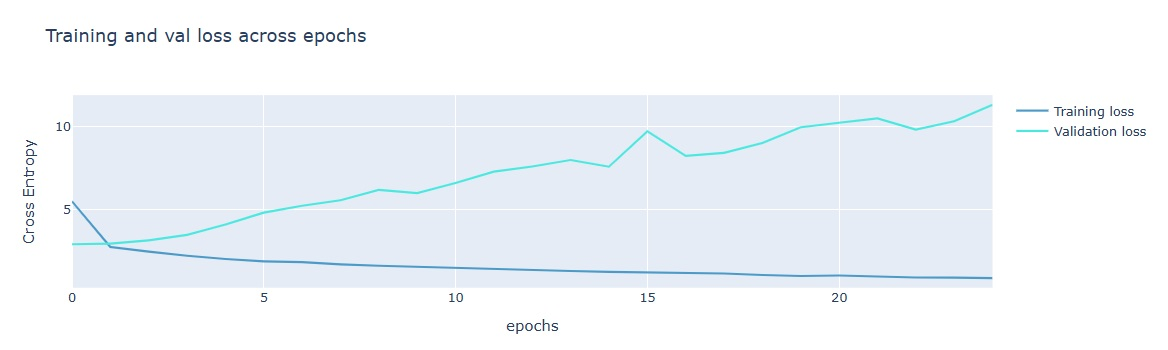 Training and val loss across epochs
Training loss
Validation loss
10
5
Cross Entropy
0 5 10 15 20
epochs